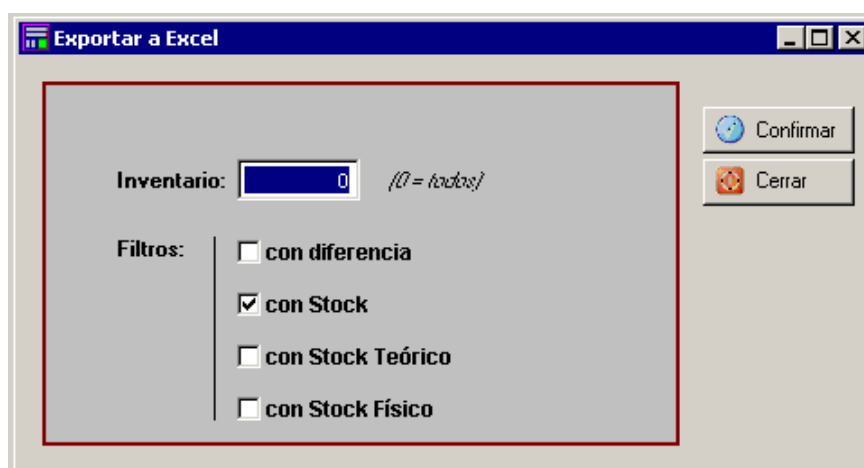 Exportar a Excel
Confirmar
Inventario: 0 (0 = todos)
Cerrar
Filtros:
con diferencia
con Stock
con Stock Teórico
con Stock Físico